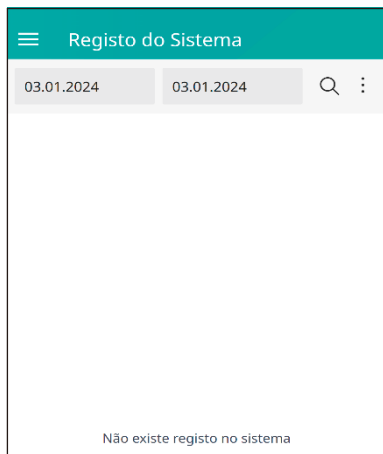 Registo do Sistema
03.01.2024 03.01.2024
Não existe registo no sistema